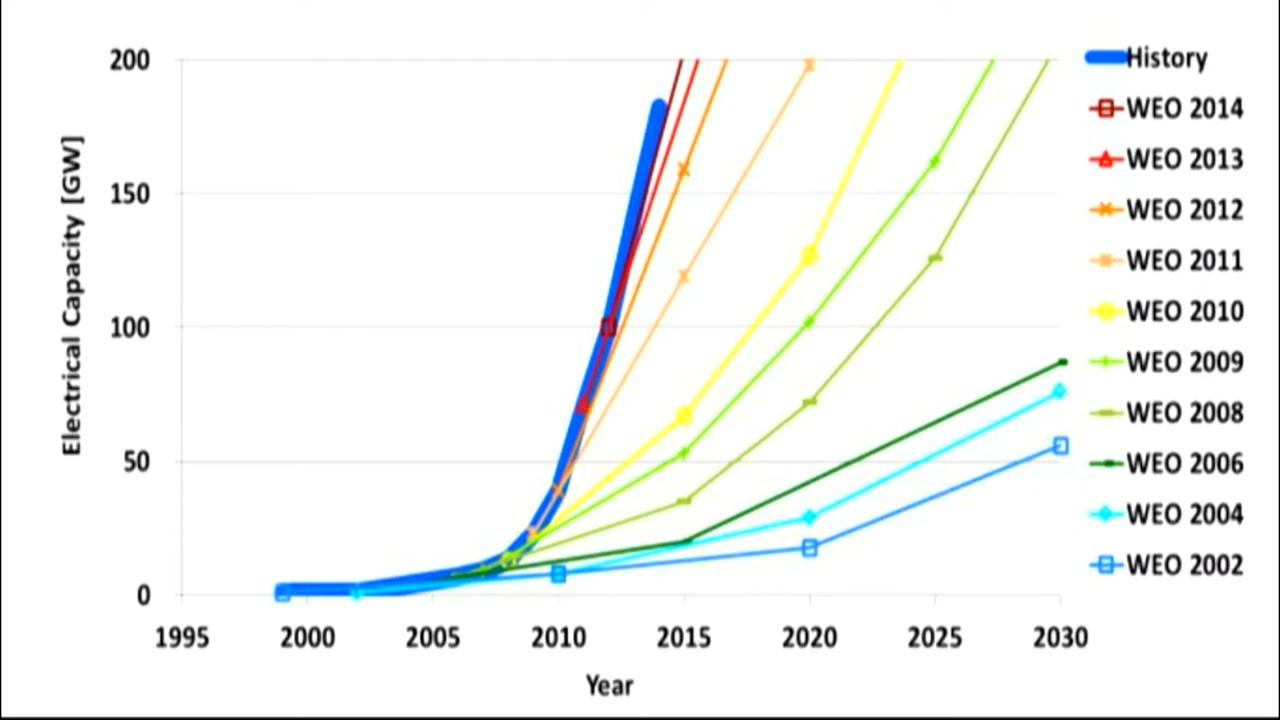 200
150
100
50
0
Electrical Capacity [GW]
1995 2000 2005 2010 2015 2020 2025 2030
Year
History
WEO 2014
WEO 2013
WEO 2012
WEO 2011
WEO 2010
WEO 2009
WEO 2008
WEO 2006
WEO 2004
WEO 2002